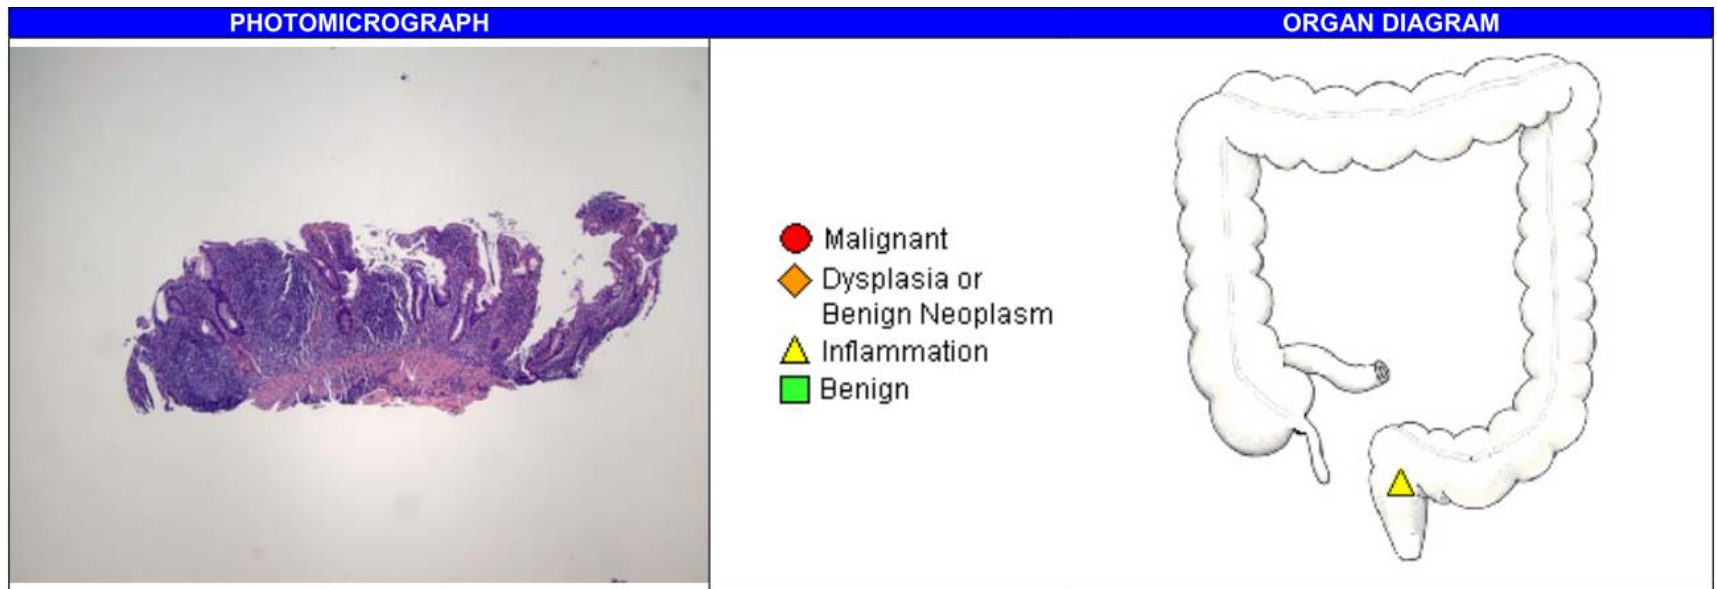 PHOTOMICROGRAPH
ORGAN DIAGRAM
Malignant
Dysplasia or
Benign Neoplasm
Inflammation
Benign